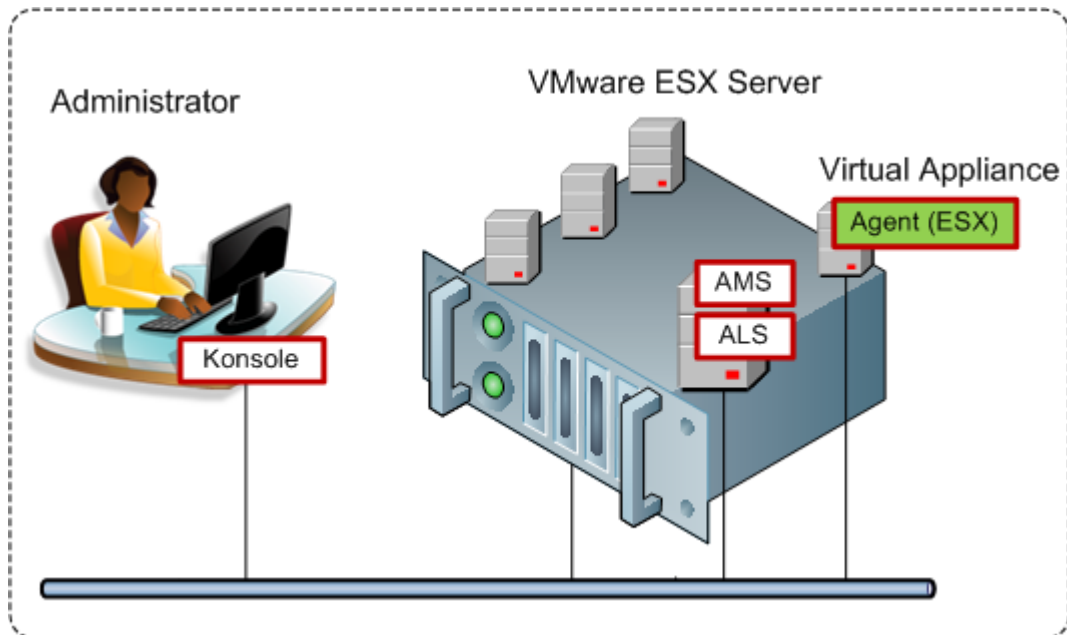 Administrator
VMware ESX Server
Virtual Appliance
Agent (ESX)
AMS
ALS
Konsole